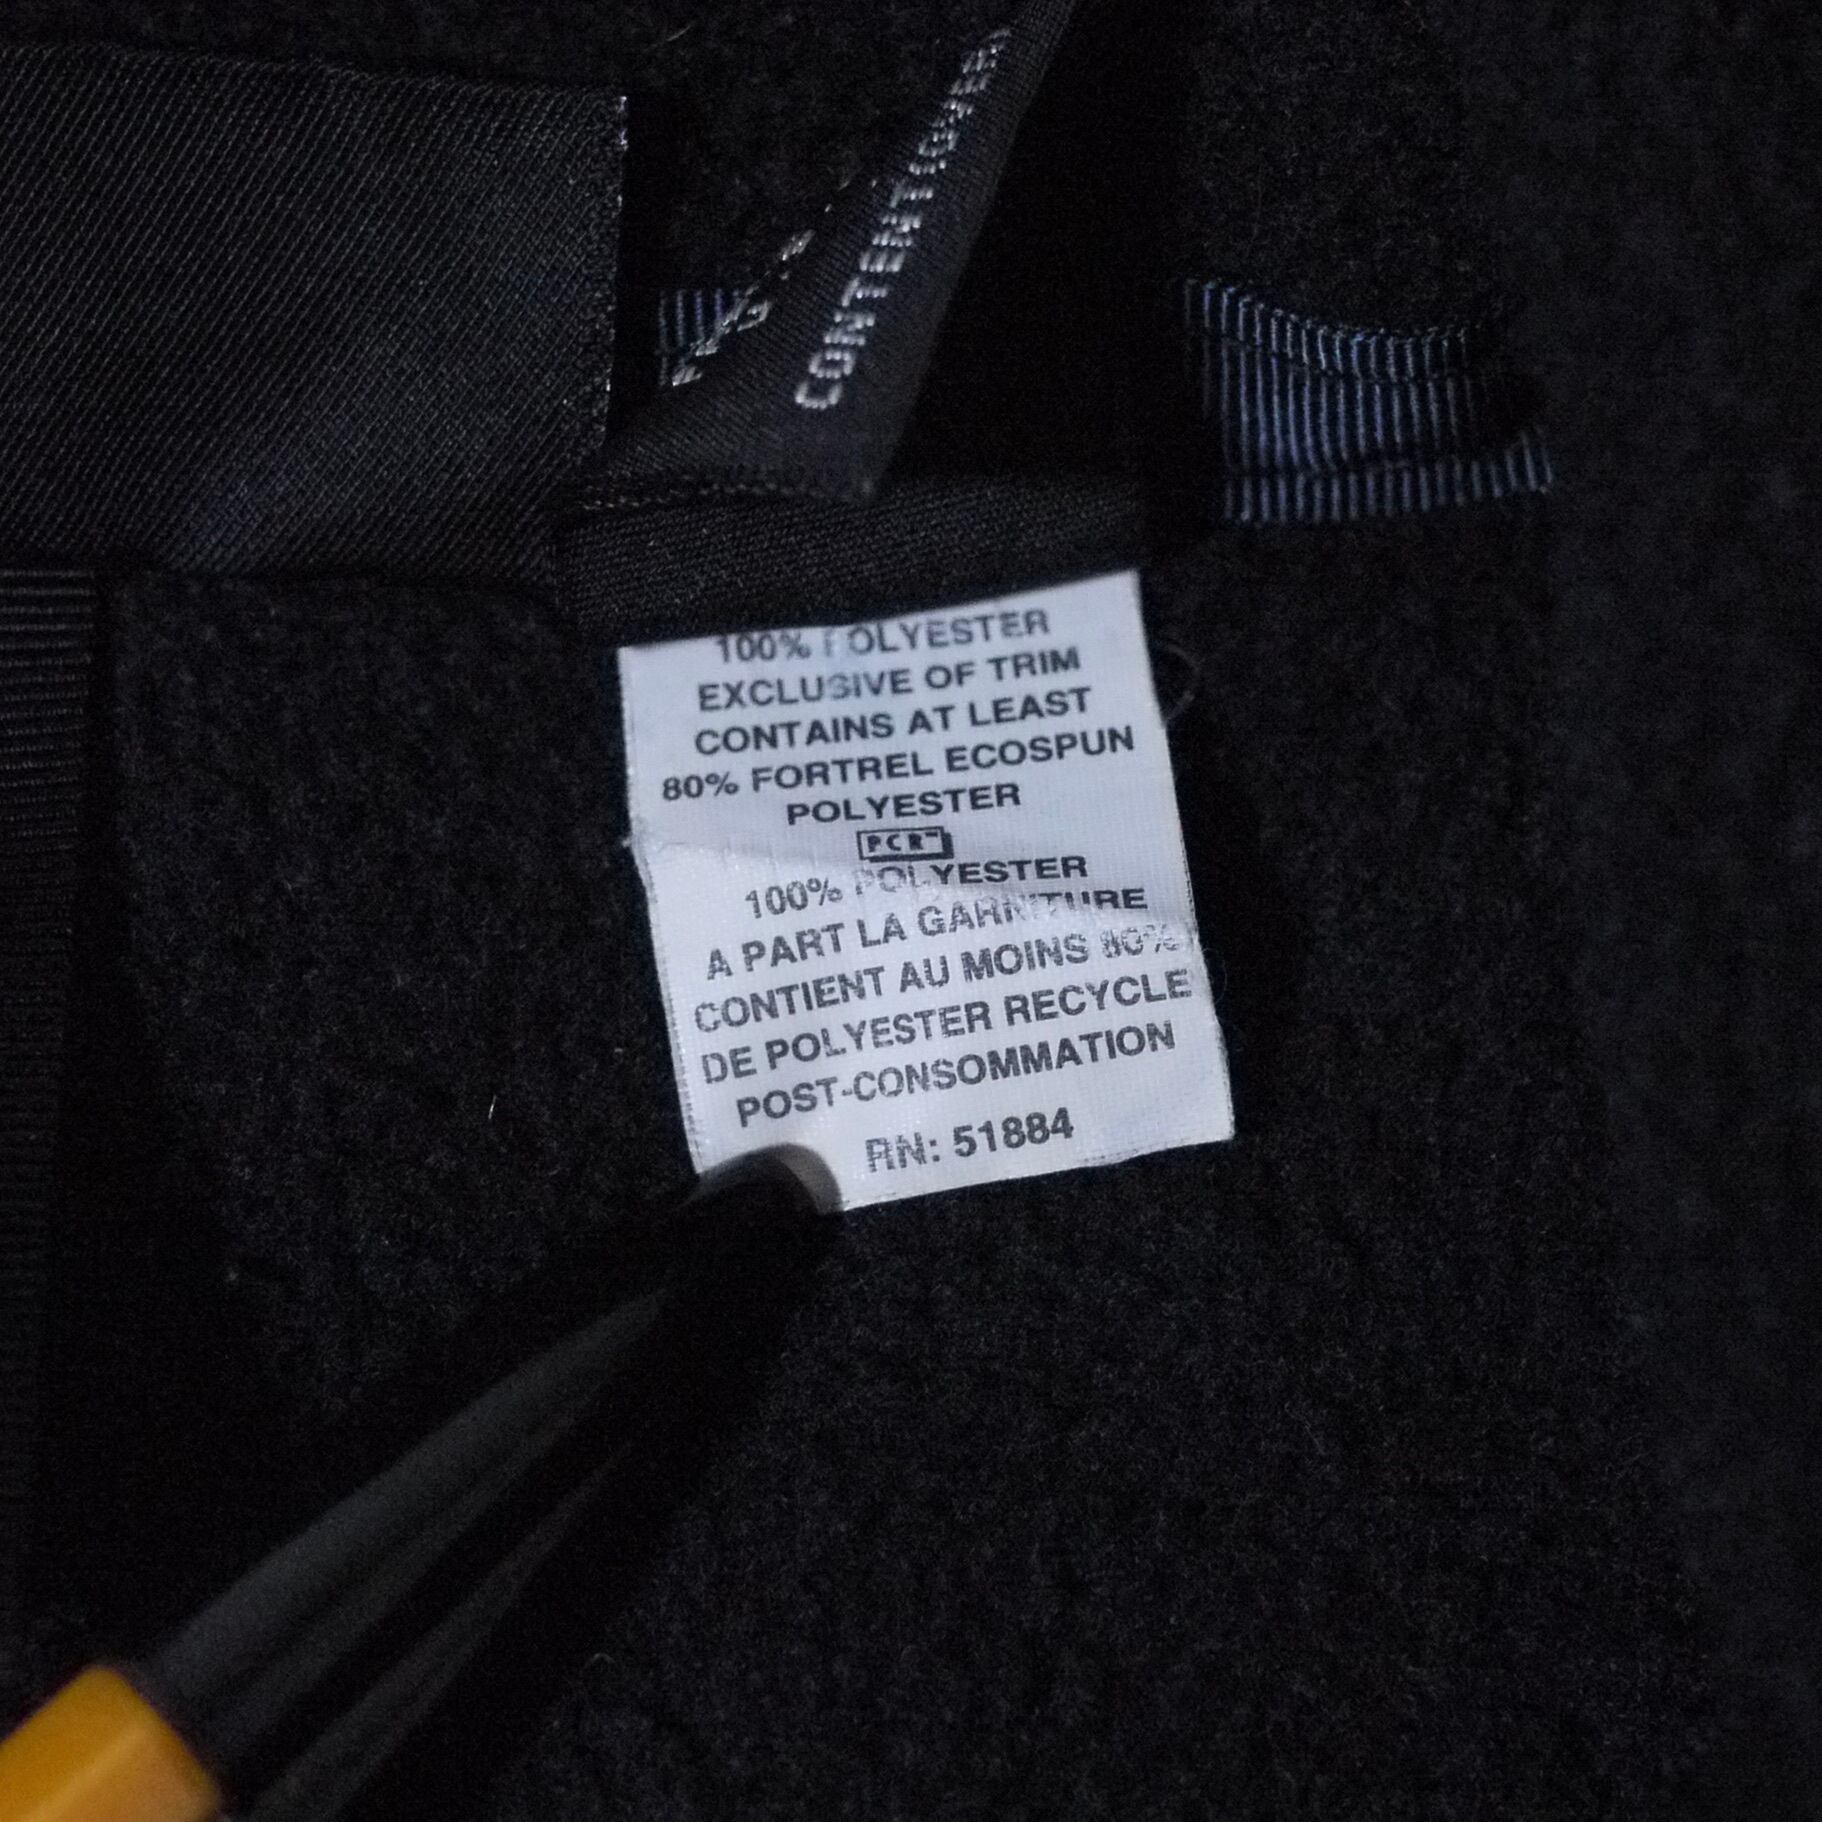 100% POLYESTER
EXCLUSIVE OF TRIM
CONTAINS AT LEAST
80% FORTREL ECOSPUN
POLYESTER
PCR™
100% POLYESTER
A PART LA GARNITURE
CONTIENT AU MOINS 80%
DE POLYESTER RECYCLE
POST-CONSOMMATION
RN: 51884